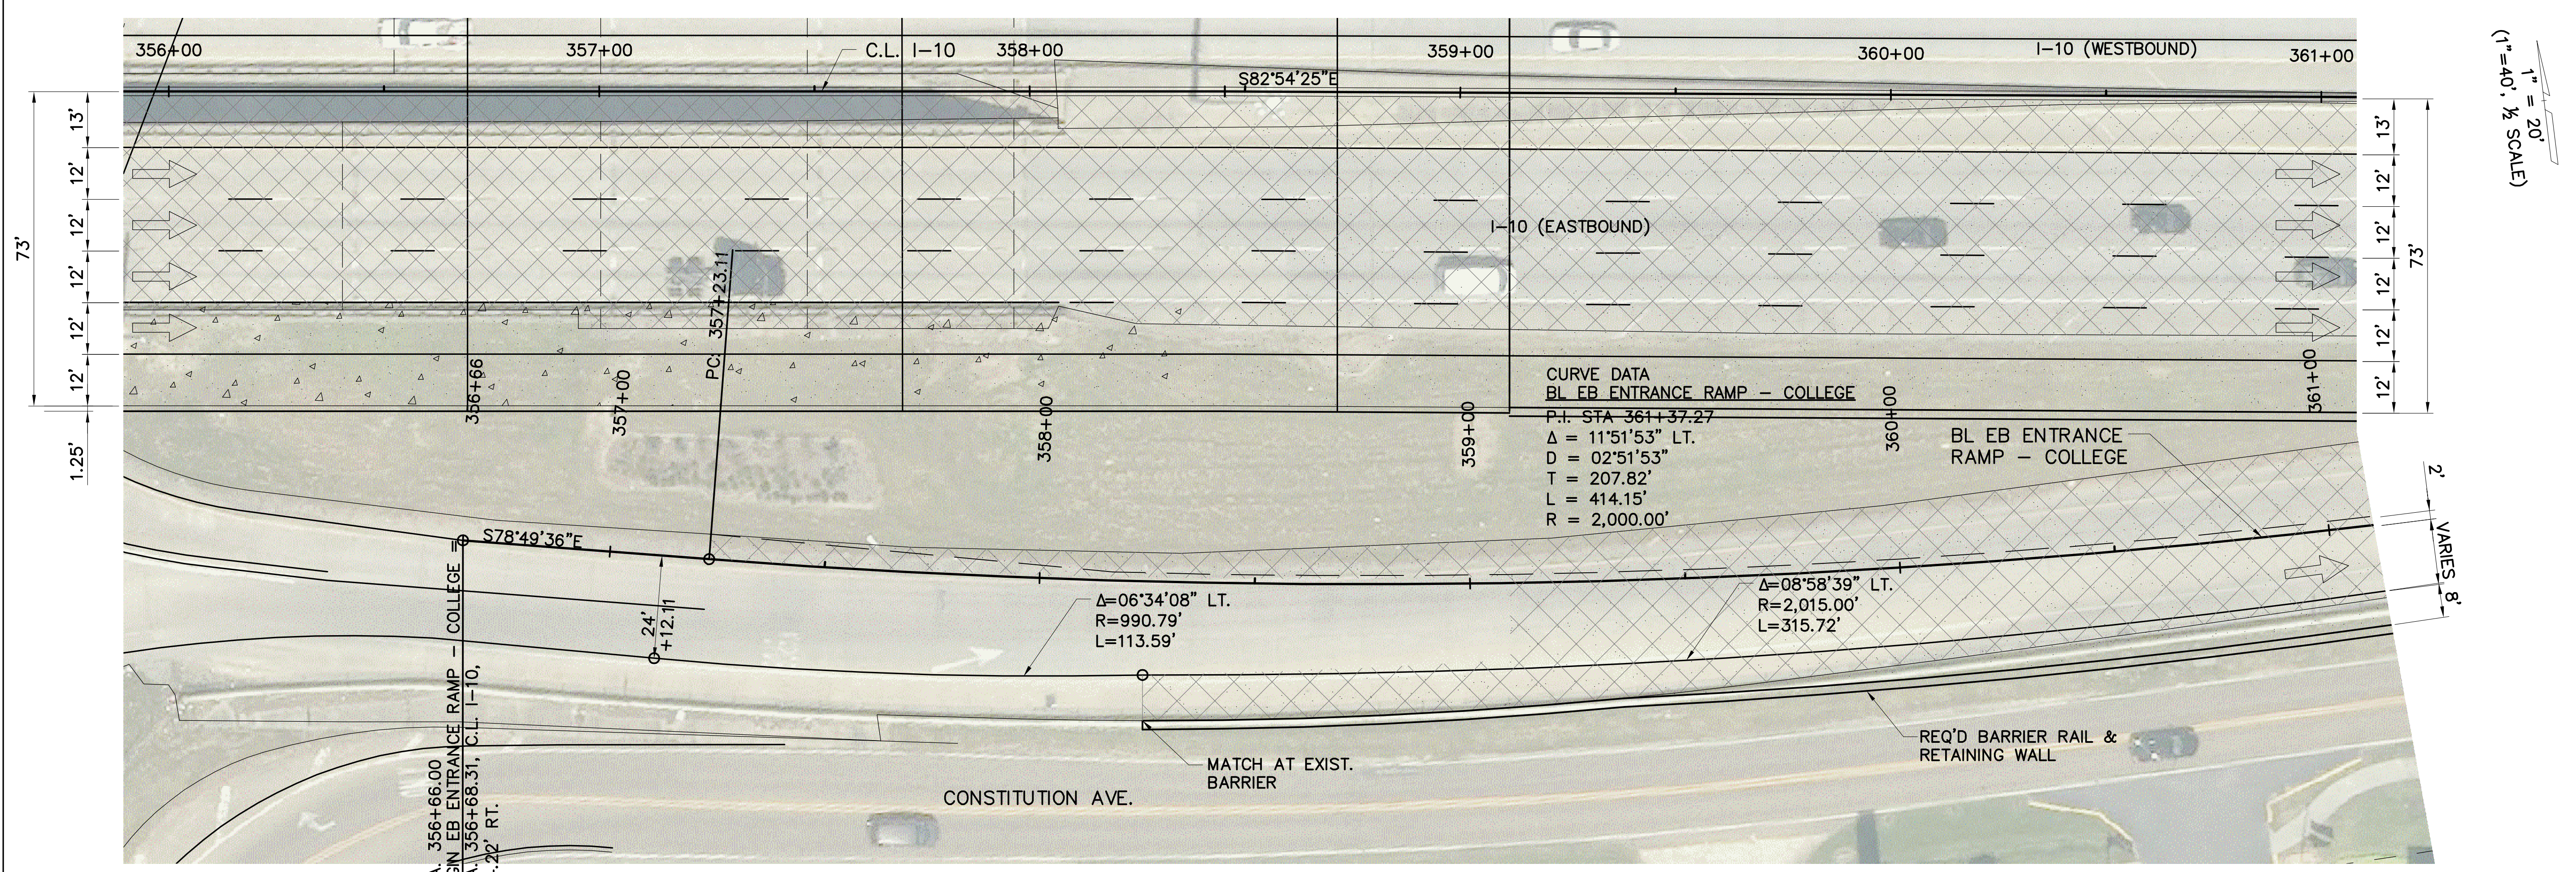 356+00
357+00
C.L. I-10
358+00
359+00
360+00
I-10 (WESTBOUND)
361+00
S82°54'25"E
1" = 20'
(1"=40', ½ SCALE)
73'
13'
12'
12'
12'
12'
12'
1.25'
I-10 (EASTBOUND)
13'
12'
12'
12'
12'
12'
73'
PC: 357+23.11
356+66
357+00
358+00
359+00
360+00
361+00
CURVE DATA
BL EB ENTRANCE RAMP – COLLEGE
P.I. STA 361+37.27
Δ = 11°51'53" LT.
D = 02°51'53"
T = 207.82'
L = 414.15'
R = 2,000.00'
BL EB ENTRANCE
RAMP – COLLEGE
2'
VARIES
8'
S78°49'36"E
24'
+12.11
Δ=06°34'08" LT.
R=990.79'
L=113.59'
Δ=08°58'39" LT.
R=2,015.00'
L=315.72'
MATCH AT EXIST.
BARRIER
REQ'D BARRIER RAIL &
RETAINING WALL
CONSTITUTION AVE.
356+66.00
EB ENTRANCE RAMP – COLLEGE =
356+68.31, C.L. I-10,
.22' RT.